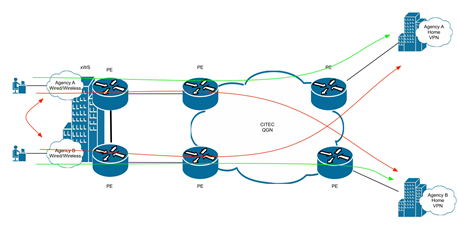 Agency A
Home
VPN
xWS
PE
PE
PE
Agency A
Wired/Wireless
CITEC
QGN
Agency B
Wired/Wireless
PE
PE
PE
Agency B
Home
VPN